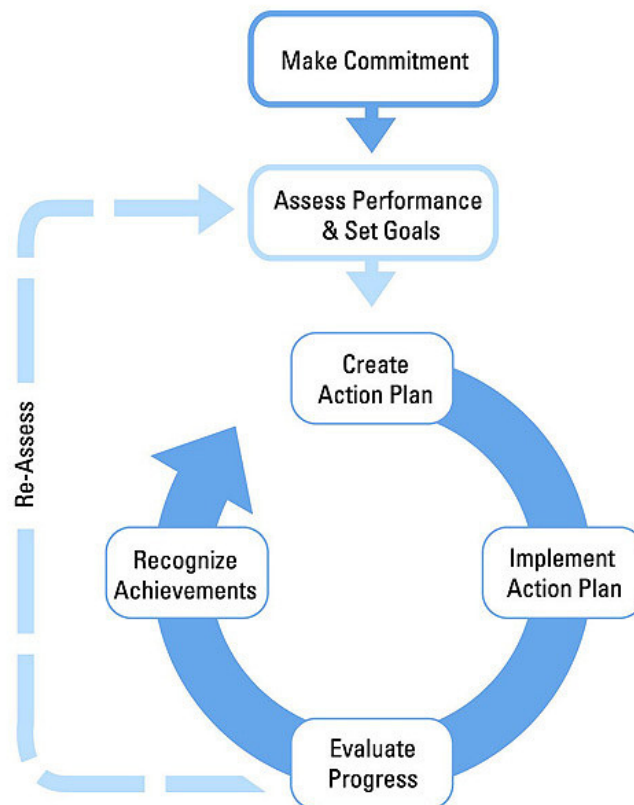 Make Commitment
Assess Performance
& Set Goals
Create
Action Plan
Re-Assess
Recognize
Achievements
Implement
Action Plan
Evaluate
Progress